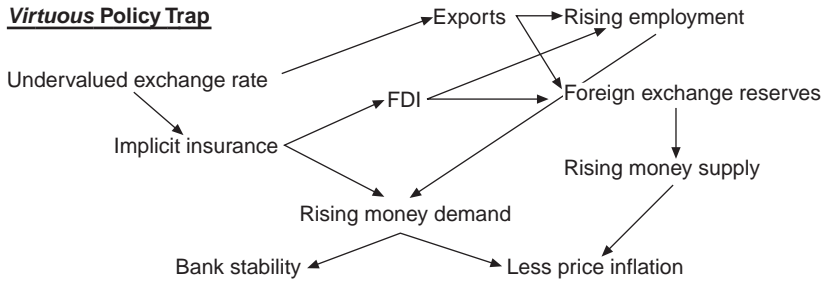 Virtuous Policy Trap
Exports
Rising employment
Undervalued exchange rate
FDI
Foreign exchange reserves
Implicit insurance
Rising money supply
Rising money demand
Bank stability
Less price inflation